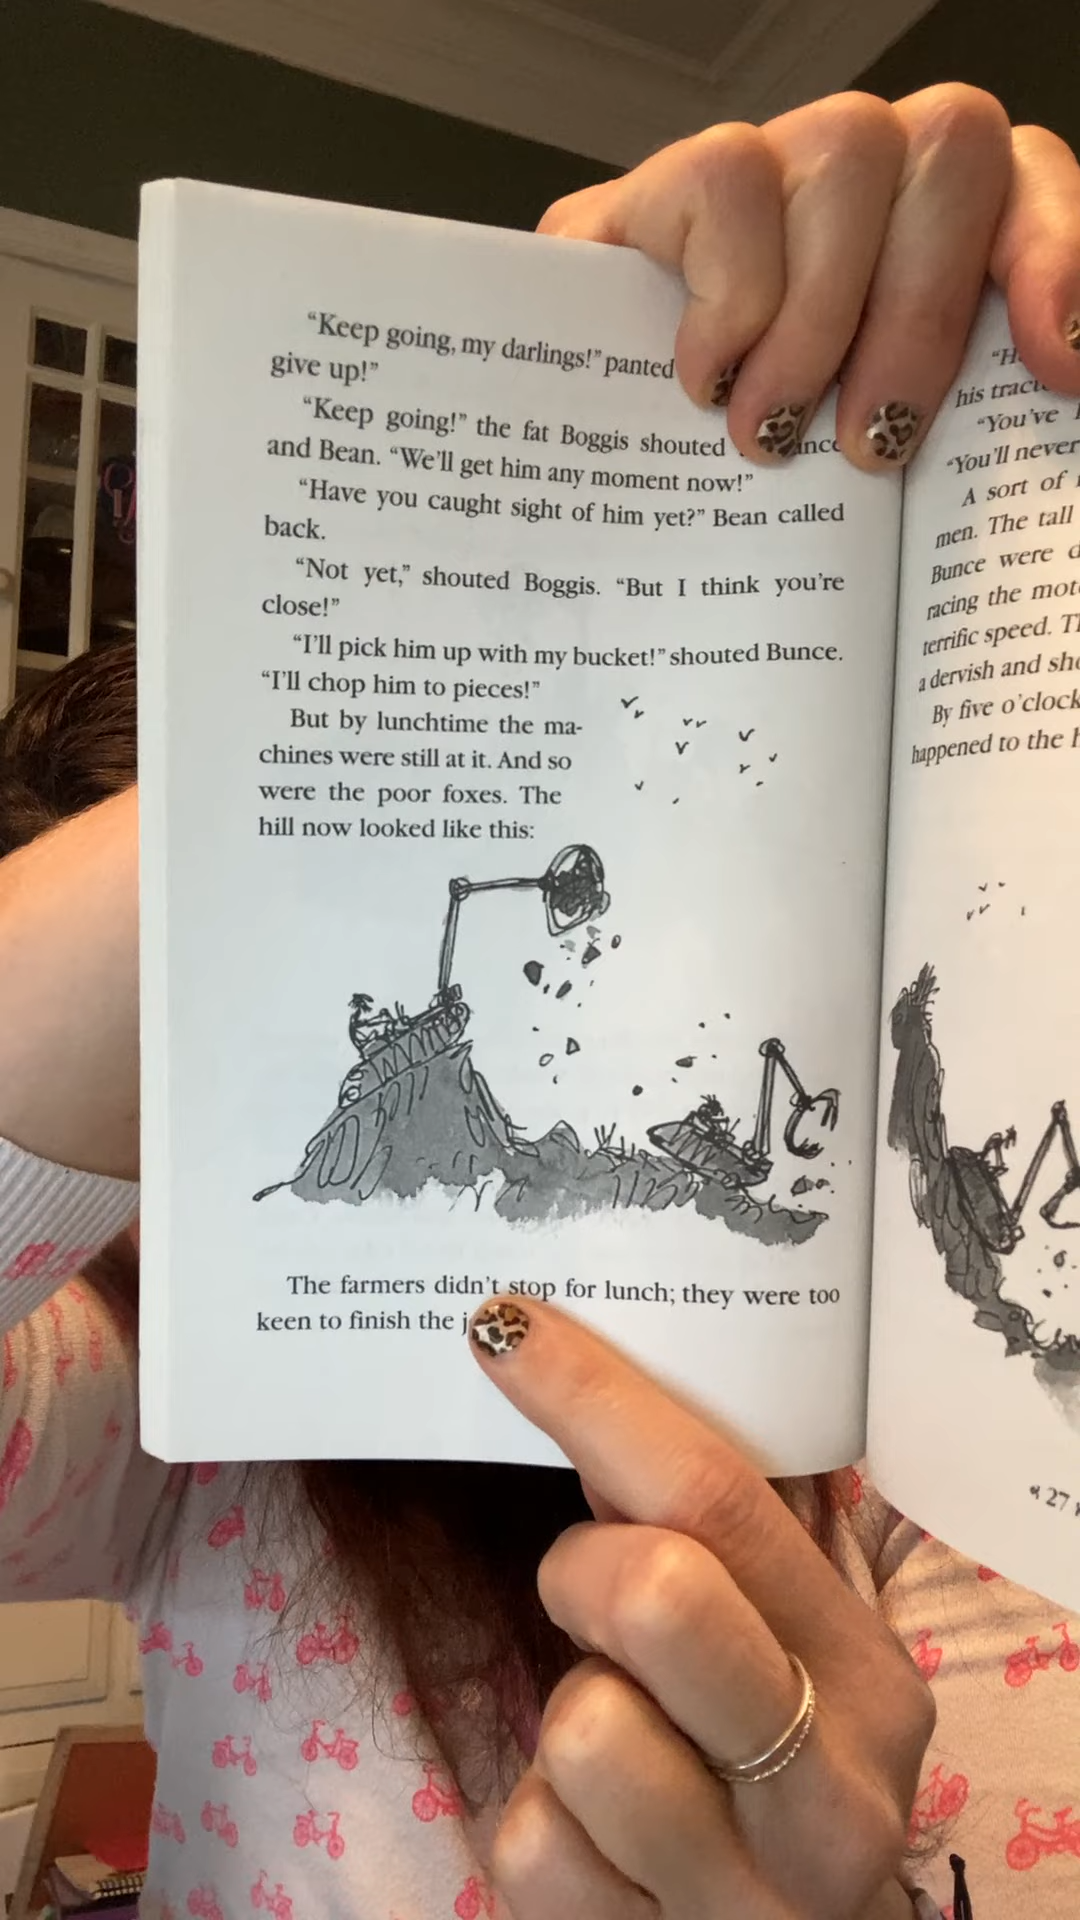 “Keep going, my darlings!” panted
give up!”
“Keep going!” the fat Boggis shouted
and Bean. “We’ll get him any moment now!”
“Have you caught sight of him yet?” Bean called
back.
“Not yet,” shouted Boggis. “But I think you’re
close!”
“I’ll pick him up with my bucket!” shouted Bunce.
“I’ll chop him to pieces!”
But by lunchtime the ma-
chines were still at it. And so
were the poor foxes. The
hill now looked like this:
The farmers didn’t stop for lunch; they were too
keen to finish the
his
“You’ve
“You’ll never
A sort of
men. The tall
Bunce were
racing the
terrific speed.
a dervish and
By five o’clock
happened to the
27